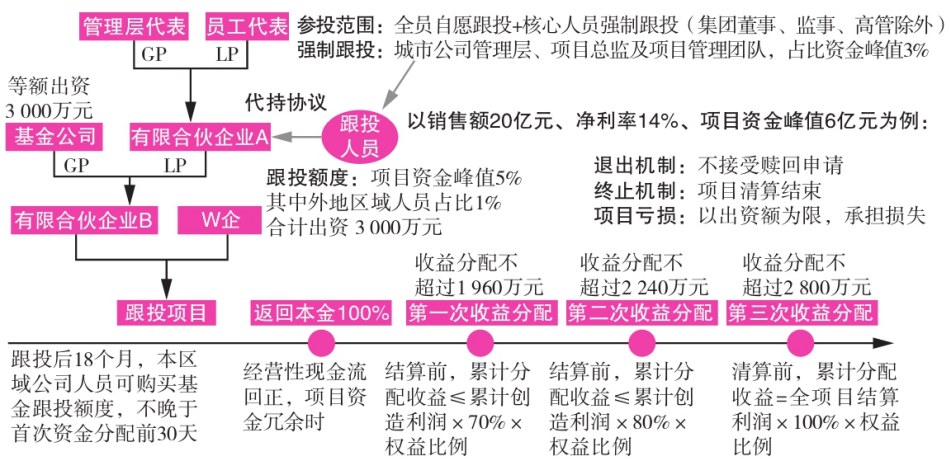 管理层代表 员工代表
GP LP
参投范围：全员自愿跟投+核心人员强制跟投（集团董事、监事、高管除外）
强制跟投：城市公司管理层、项目总监及项目管理团队，占比资金峰值3%
等额出资
3 000万元
代持协议
基金公司 有限合伙企业A
跟投
人员
以销售额20亿元、净利率14%、项目资金峰值6亿元为例：
GP LP
跟投额度：项目资金峰值5%
其中外地区域人员占比1%
合计出资 3 000万元
退出机制：不接受赎回申请
终止机制：项目清算结束
项目亏损：以出资额为限，承担损失
有限合伙企业B W企
跟投项目
收益分配不
超过1 960万元
收益分配不
超过2 240万元
收益分配不
超过2 800万元
返回本金100% 第一次收益分配 第二次收益分配 第三次收益分配
跟投后18个月，本区
域公司人员可购买基
金跟投额度，不晚于
首次资金分配前30天
经营性现金流
回正，项目资
金冗余时
结算前，累计分
配收益≤累计创
造利润×70%×
权益比例
结算前，累计分
配收益≤累计创
造利润×80%×
权益比例
清算前，累计分配
收益=全项目结算
利润×100%×权益
比例